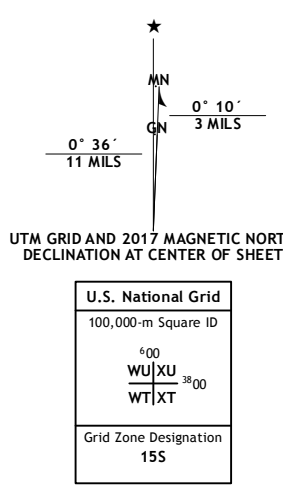 ★
MN
0° 10´
GN
3 MILS
0° 36´
11 MILS
UTM GRID AND 2017 MAGNETIC NORT
DECLINATION AT CENTER OF SHEET
U.S. National Grid
100,000-m Square ID
600
WU XU
3800
WT XT
Grid Zone Designation
15S